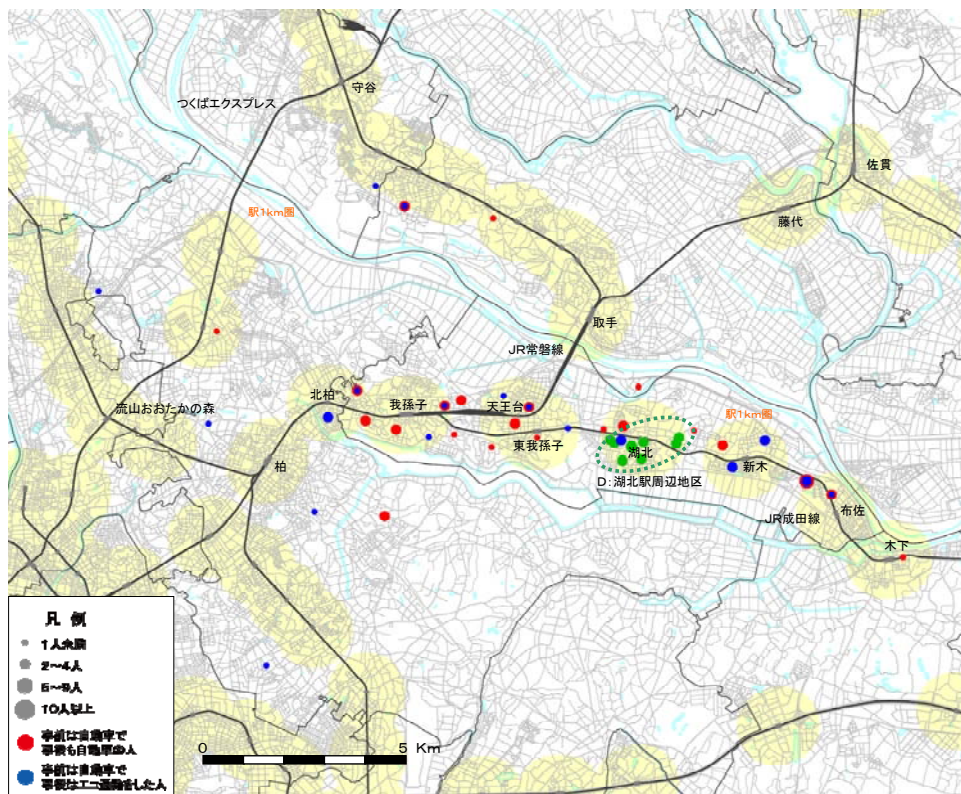 守谷
つくばエクスプレス
佐貫
駅1km圏
藤代
取手
JR常磐線
北柏
我孫子
天王台
流山おおたかの森
東我孫子
駅1km圏
湖北
柏
新木
D:湖北駅周辺地区
布佐
JR成田線
木下
凡 例
1人未満
2～4人
5～9人
10人以上
事前は自動車で
事後も自動車の人
事前は自動車で
事後はエコ通勤をした人
0 5 Km